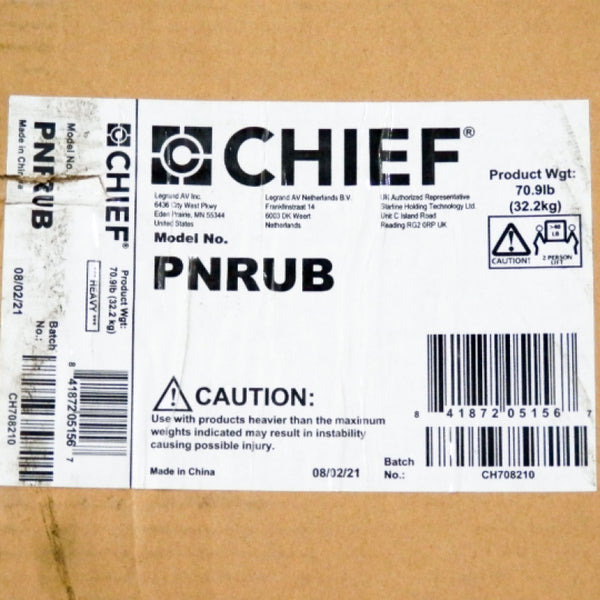 CHIEF®
Product Wgt:
70.9lb
(32.2kg)
Legrand AV Inc.
6436 City West Pkwy
Eden Prairie, MN 55344
United States
Legrand AV Netherlands B.V.
Franklinstraat 14
6003 DK Weert
Netherlands
UK Authorized Representative
Starline Holding Technology Ltd.
Unit C Island Road
Reading RG2 0RP UK
CAUTION!
2 PERSON
LIFT
Model No.
PNRUB
CAUTION:
Use with products heavier than the maximum
weights indicated may result in instability
causing possible injury.
Made in China
08/02/21
8 41872 05156 7
Batch
No.:
CH708210
CHIEF®
Model No.
PNRUB
Made in China
Product Wgt:
70.9lb (32.2 kg)
*** HEAVY ***
08/02/21
8 41872 05156 7
Batch
No.:
CH708210